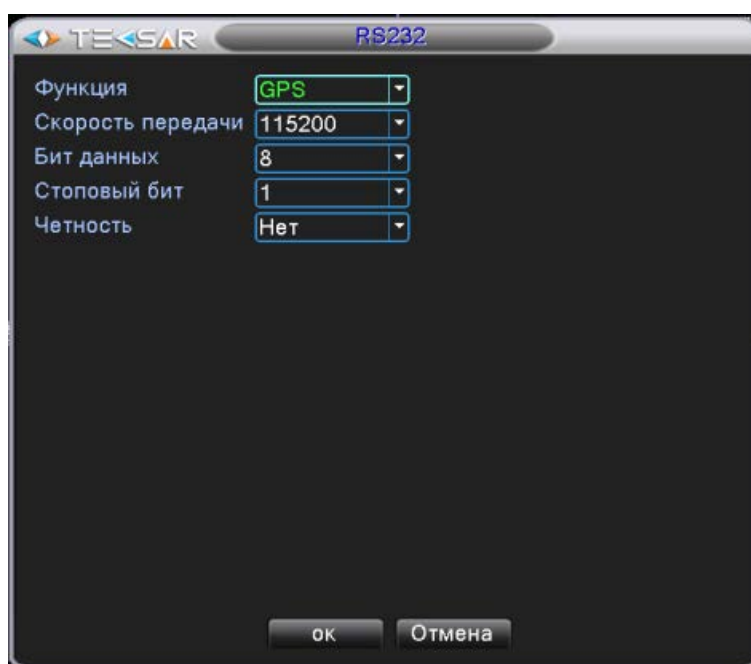 TEKSAR RS232
Функция GPS
Скорость передачи 115200
Бит данных 8
Стоповый бит 1
Четность Нет
ок Отмена